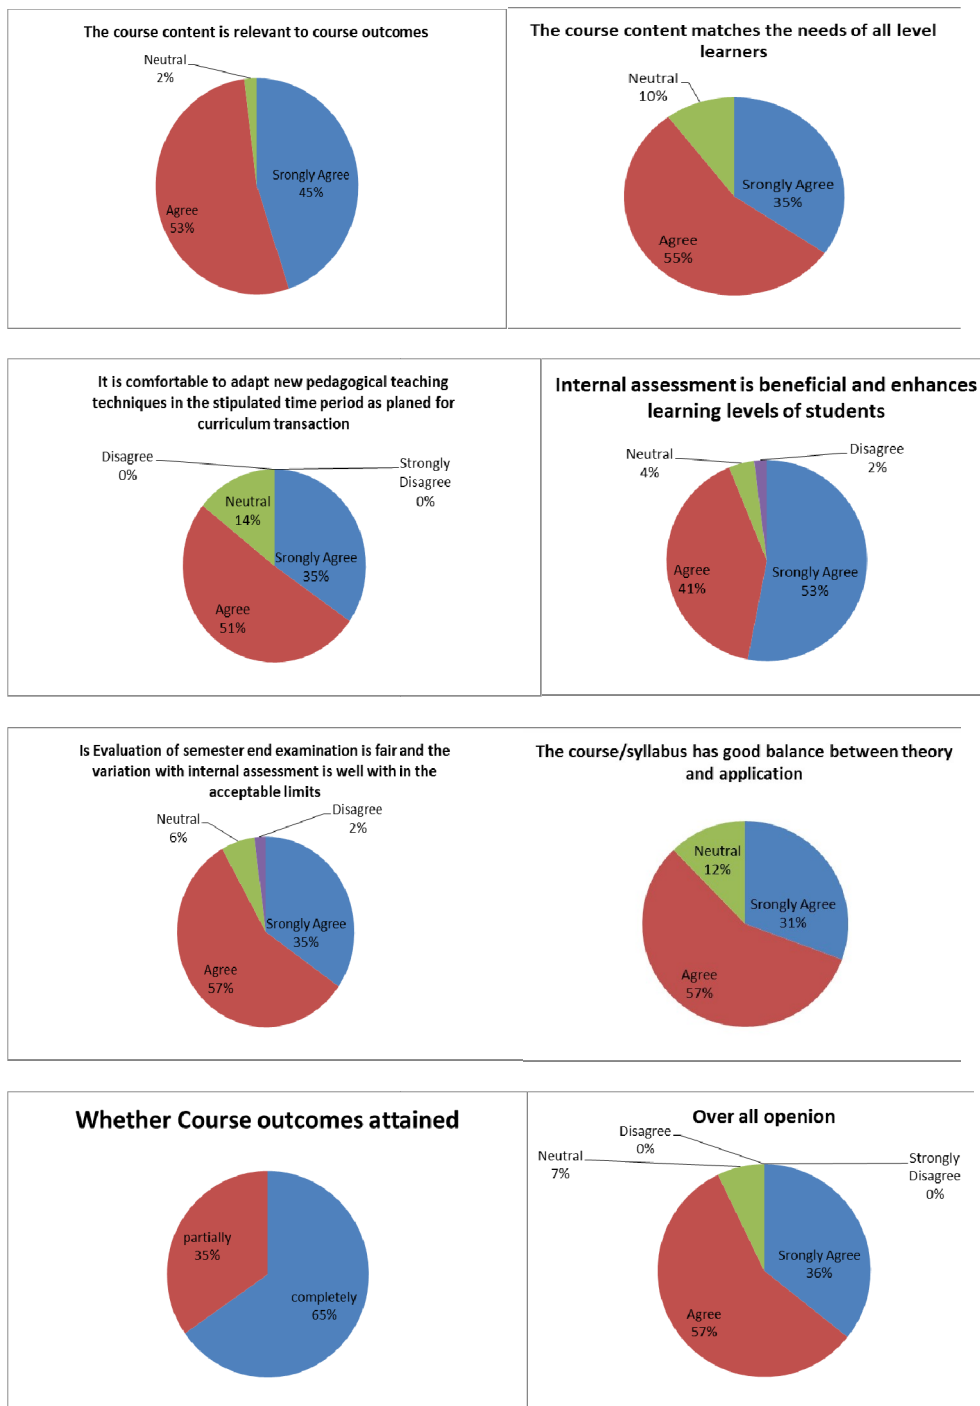 The course content is relevant to course outcomes
Neutral
2%
Srongly Agree
45%
Agree
53%
The course content matches the needs of all level
learners
Neutral
10%
Srongly Agree
35%
Agree
55%
It is comfortable to adapt new pedagogical teaching
techniques in the stipulated time period as planed for
curriculum transaction
Disagree
0%
Strongly
Disagree
0%
Neutral
14%
Srongly Agree
35%
Agree
51%
Internal assessment is beneficial and enhances
learning levels of students
Neutral
4%
Disagree
2%
Agree
41%
Srongly Agree
53%
Is Evaluation of semester end examination is fair and the
variation with internal assessment is well with in the
acceptable limits
Neutral
6%
Disagree
2%
Srongly Agree
35%
Agree
57%
The course/syllabus has good balance between theory
and application
Neutral
12%
Srongly Agree
31%
Agree
57%
Whether Course outcomes attained
partially
35%
completely
65%
Over all openion
Disagree
0%
Neutral
7%
Strongly
Disagree
0%
Srongly Agree
36%
Agree
57%